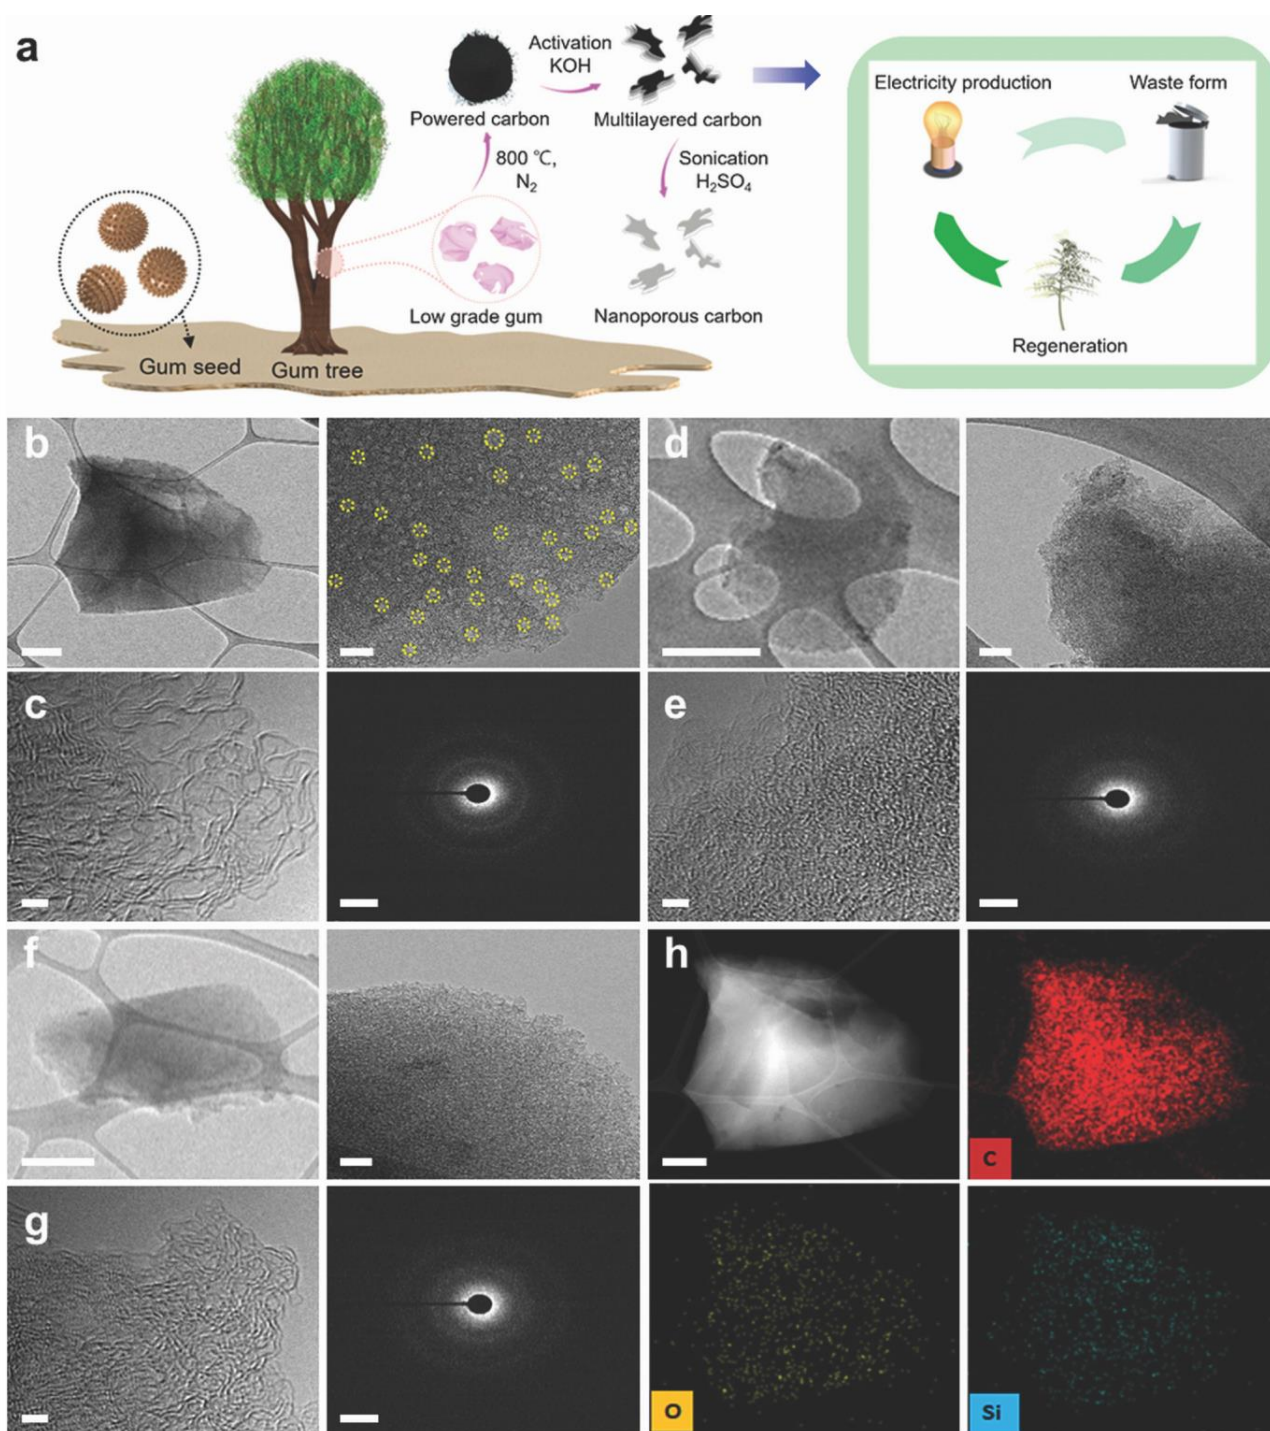 a
Activation
KOH
Powered carbon
Multilayered carbon
800 ℃,
N2
Sonication
H2SO4
Low grade gum
Nanoporous carbon
Gum seed
Gum tree
Electricity production
Waste form
Regeneration
b
d
c
e
f
h
C
g
O
Si